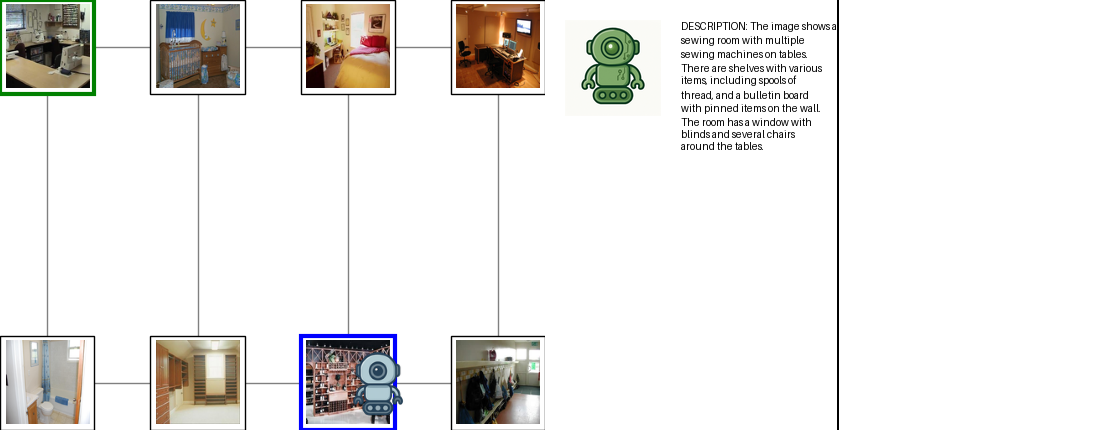 DESCRIPTION: The image shows a
sewing room with multiple
sewing machines on tables.
There are shelves with various
items, including spools of
thread, and a bulletin board
with pinned items on the wall.
The room has a window with
blinds and several chairs
around the tables.